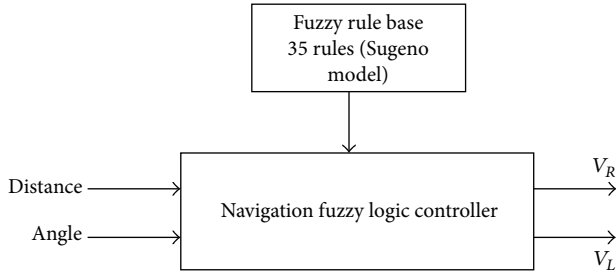 Fuzzy rule base
35 rules (Sugeno
model)
Distance
Angle
Navigation fuzzy logic controller
V_R
V_L